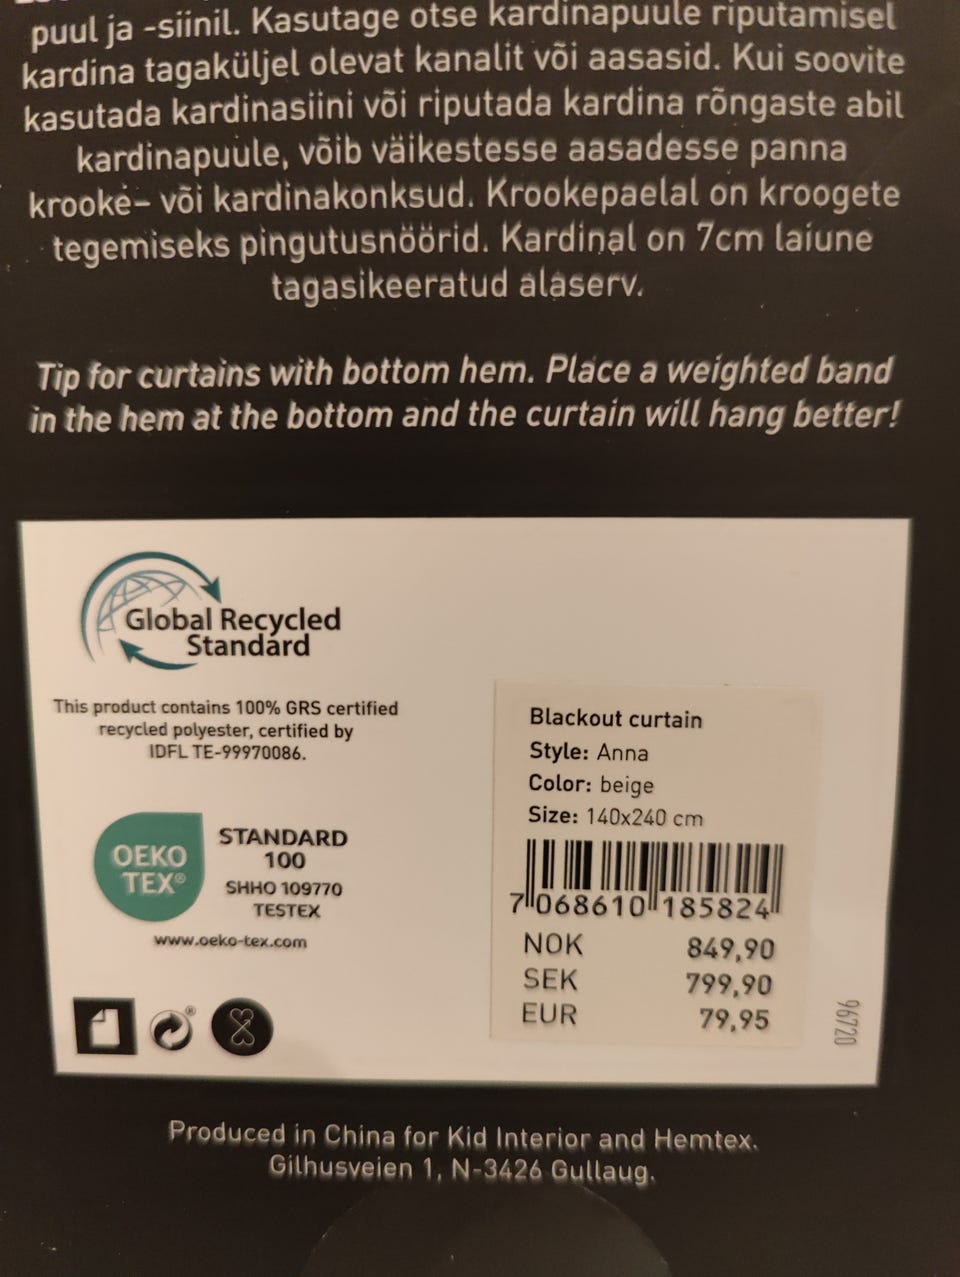 puul ja -siinil. Kasutage otse kardinapuule riputamisel
kardina tagaküljel olevat kanalit või aasasid. Kui soovite
kasutada kardinasiini või riputada kardina rõngaste abil
kardinapuule, võib väikestesse aasadesse panna
krooke- või kardinakonksud. Krookepaelal on kroogete
tegemiseks pingutusnöörid. Kardinal on 7cm laiune
tagasikeeratud alaserv.
Tip for curtains with bottom hem. Place a weighted band
in the hem at the bottom and the curtain will hang better!
Global Recycled
Standard
This product contains 100% GRS certified
recycled polyester, certified by
IDFL TE-99970086.
OEKO
TEX®
STANDARD
100
SHHO 109770
TESTEX
www.oeko-tex.com
®
Blackout curtain
Style: Anna
Color: beige
Size: 140x240 cm
7 068610 185824
NOK 849,90
SEK 799,90
EUR 79,95
96720
Produced in China for Kid Interior and Hemtex.
Gilhusveien 1, N-3426 Gullaug.